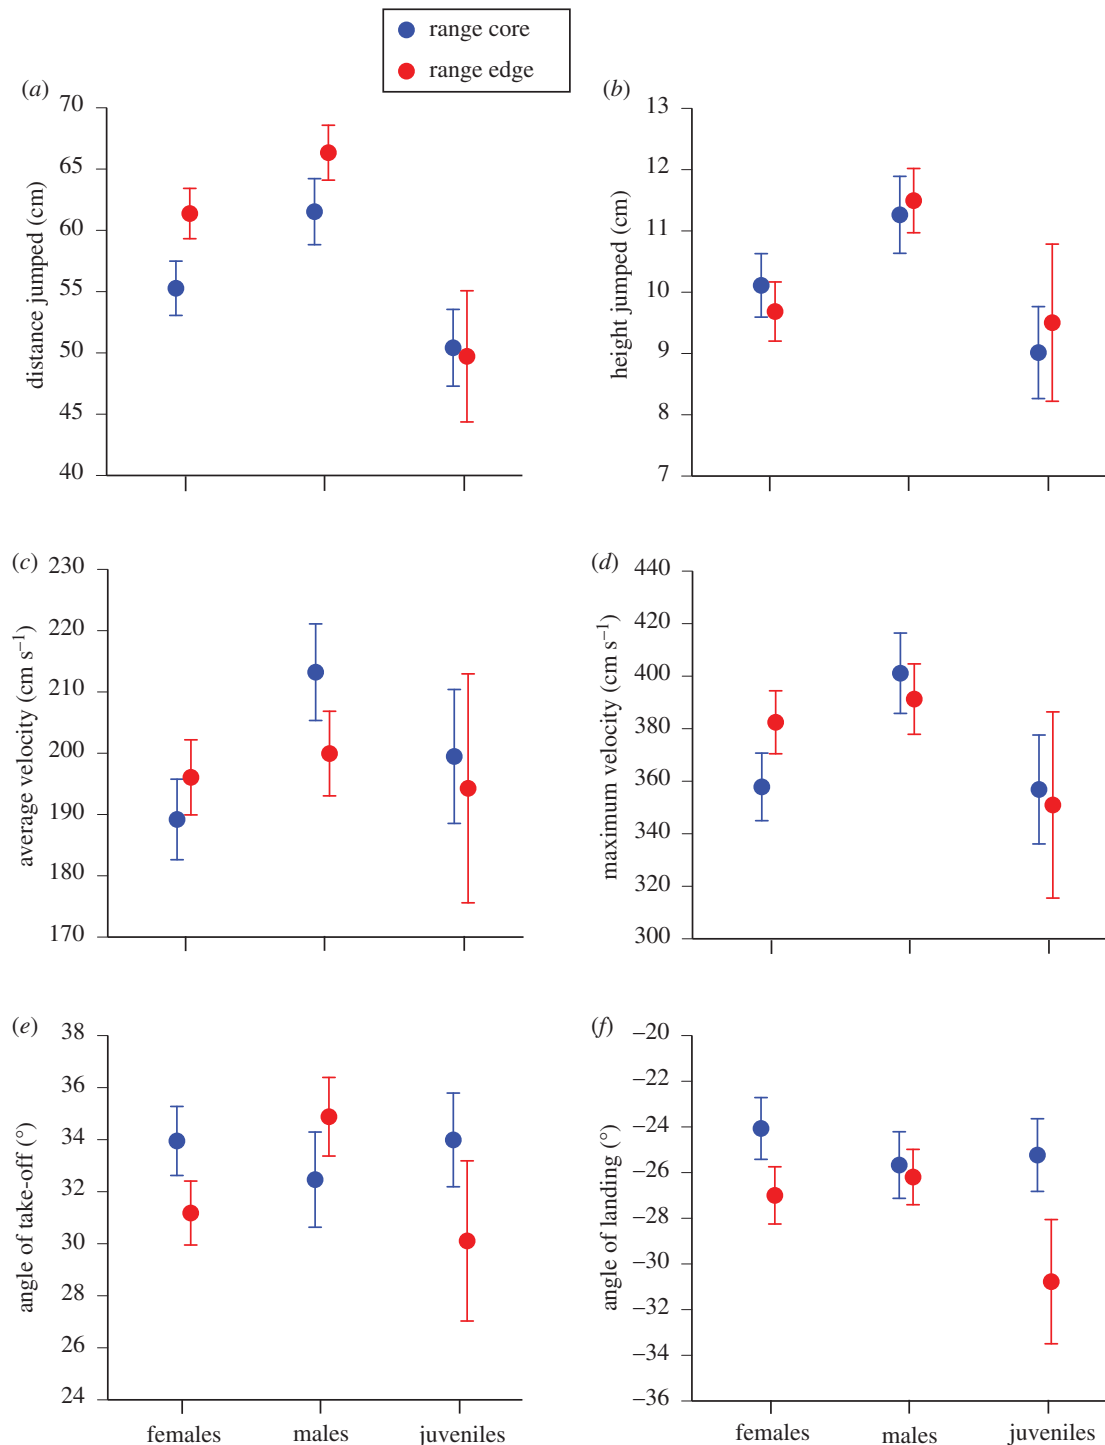 range core
range edge
(a)
70
65
60
55
50
45
40
distance jumped (cm)
(b)
13
12
11
10
9
8
7
height jumped (cm)
(c)
230
220
210
200
190
180
170
average velocity (cm s⁻¹)
(d)
440
420
400
380
360
340
320
300
maximum velocity (cm s⁻¹)
(e)
38
36
34
32
30
28
26
24
angle of take-off (°)
females males juveniles
(f)
–20
–22
–24
–26
–28
–30
–32
–34
–36
angle of landing (°)
females males juveniles